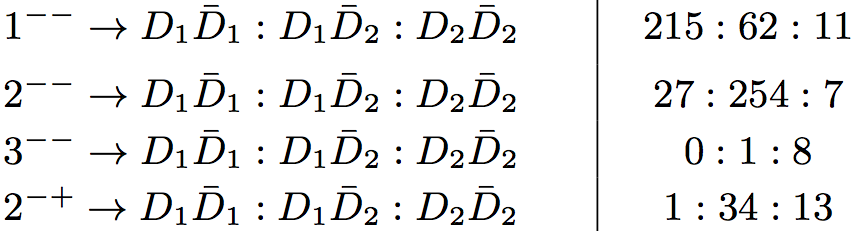 1⁻⁻ → D₁D̄₁ : D₁D̄₂ : D₂D̄₂ | 215 : 62 : 11
2⁻⁻ → D₁D̄₁ : D₁D̄₂ : D₂D̄₂ | 27 : 254 : 7
3⁻⁻ → D₁D̄₁ : D₁D̄₂ : D₂D̄₂ | 0 : 1 : 8
2⁻⁺ → D₁D̄₁ : D₁D̄₂ : D₂D̄₂ | 1 : 34 : 13